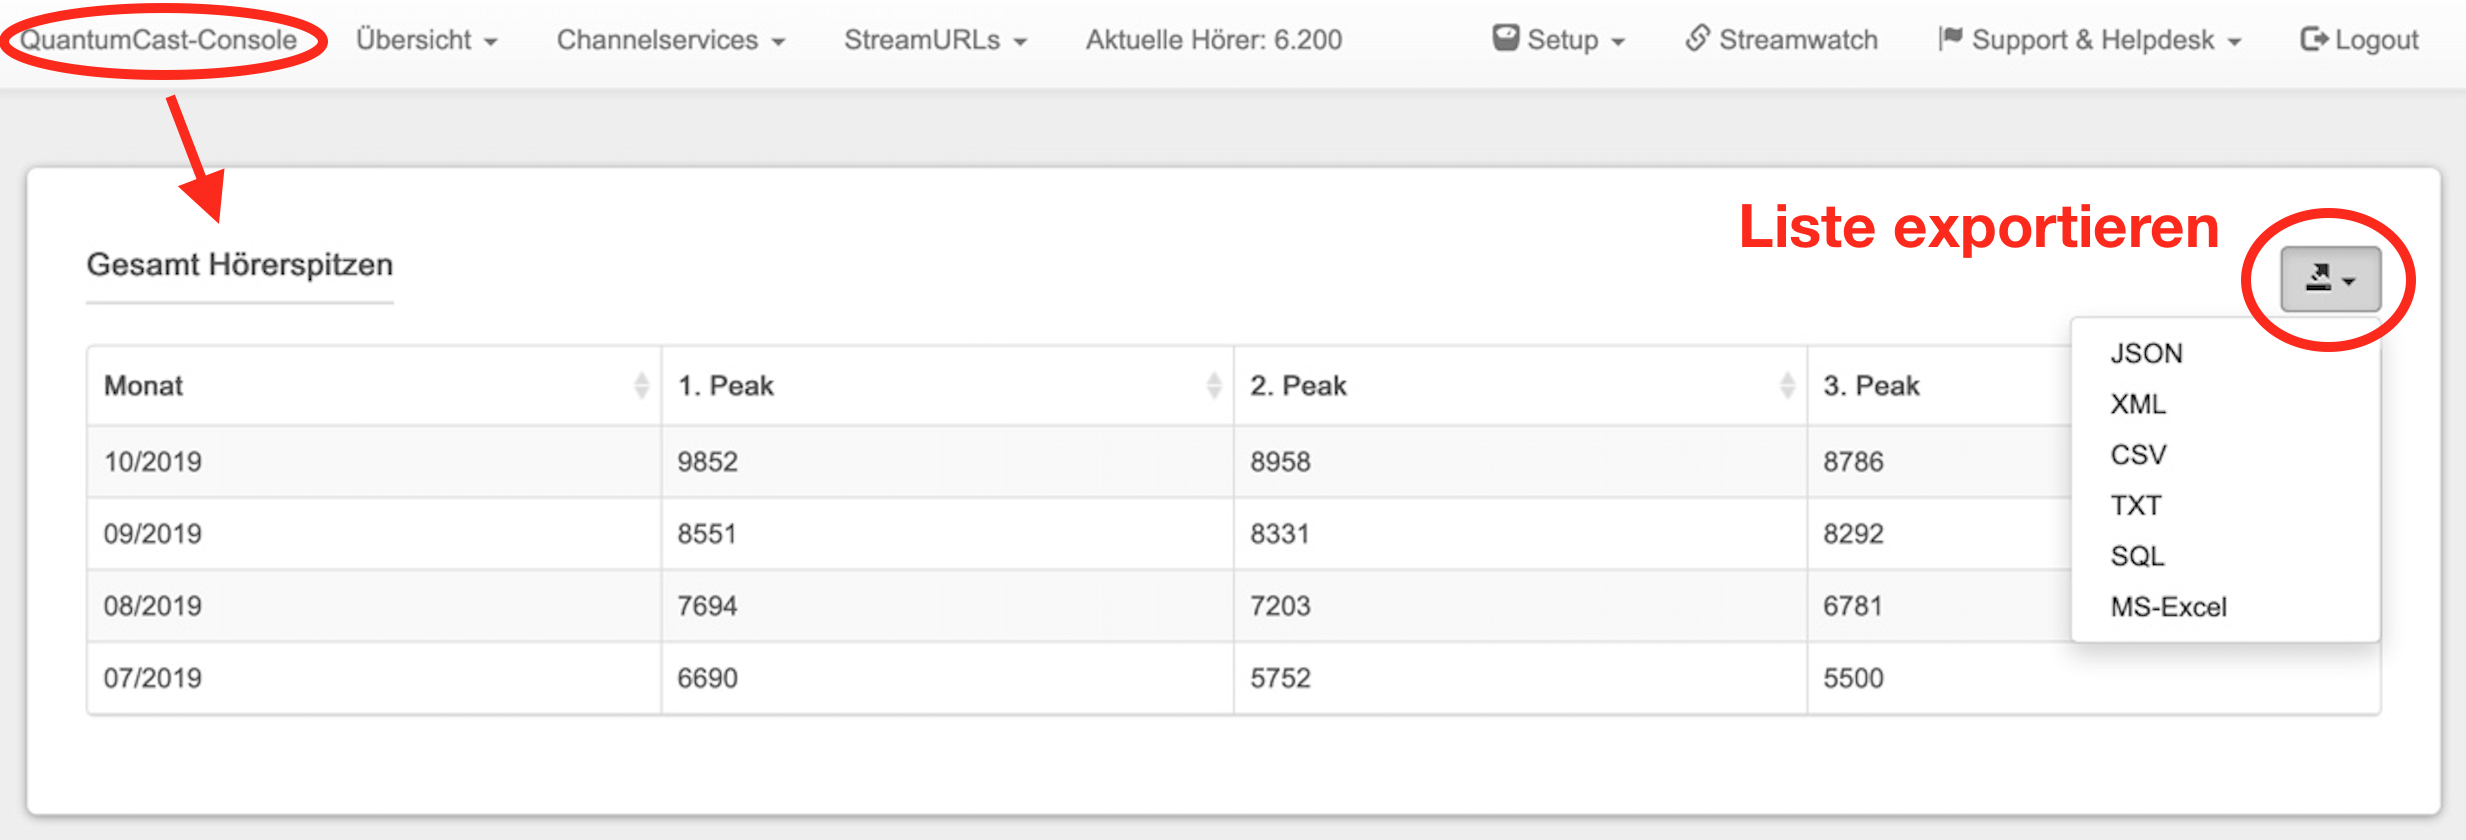 QuantumCast-Console Übersicht Channelservices StreamURLs Aktuelle Hörer: 6.200 Setup Streamwatch Support & Helpdesk Logout
Liste exportieren
Gesamt Hörerspitzen
Monat 1. Peak 2. Peak 3. Peak
10/2019 9852 8958 8786
09/2019 8551 8331 8292
08/2019 7694 7203 6781
07/2019 6690 5752 5500
JSON
XML
CSV
TXT
SQL
MS-Excel